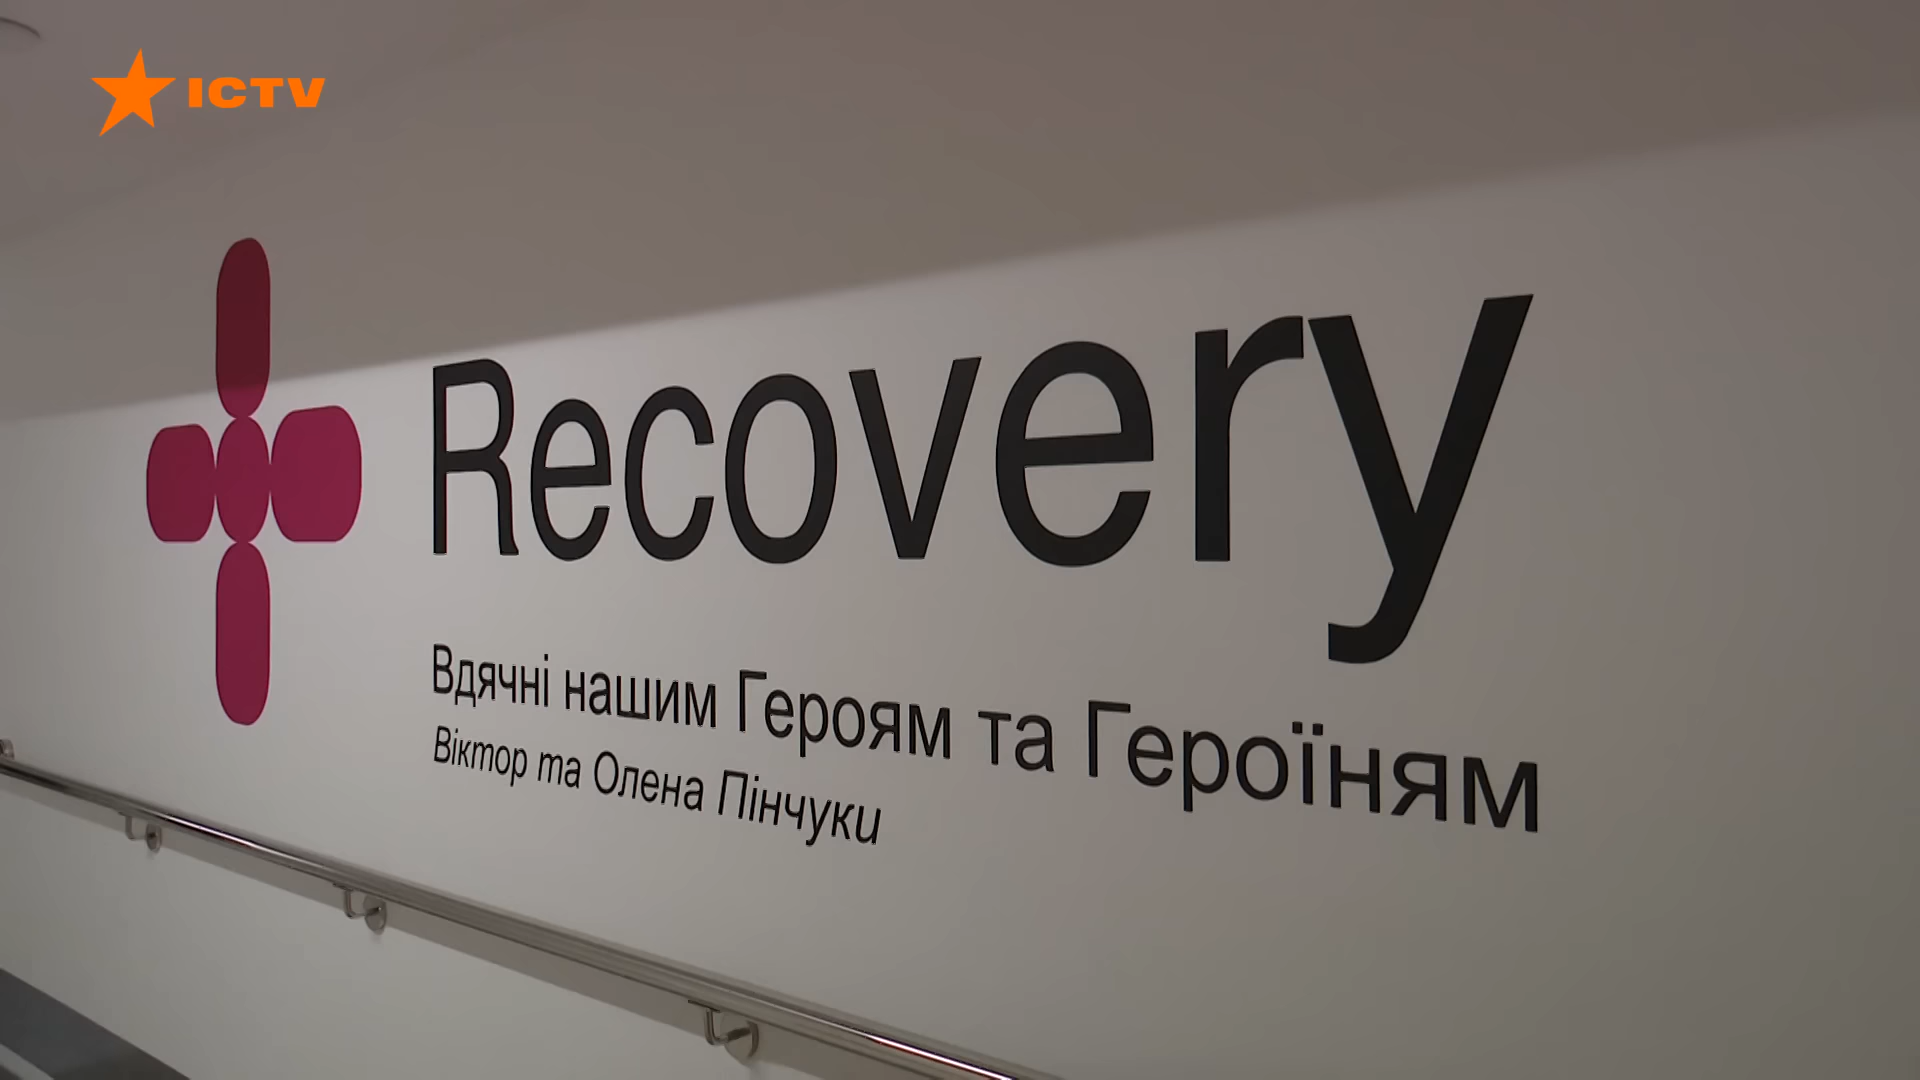 ICTV
Recovery
Вдячні нашим Героям та Героїням
Віктор та Олена Пінчуки